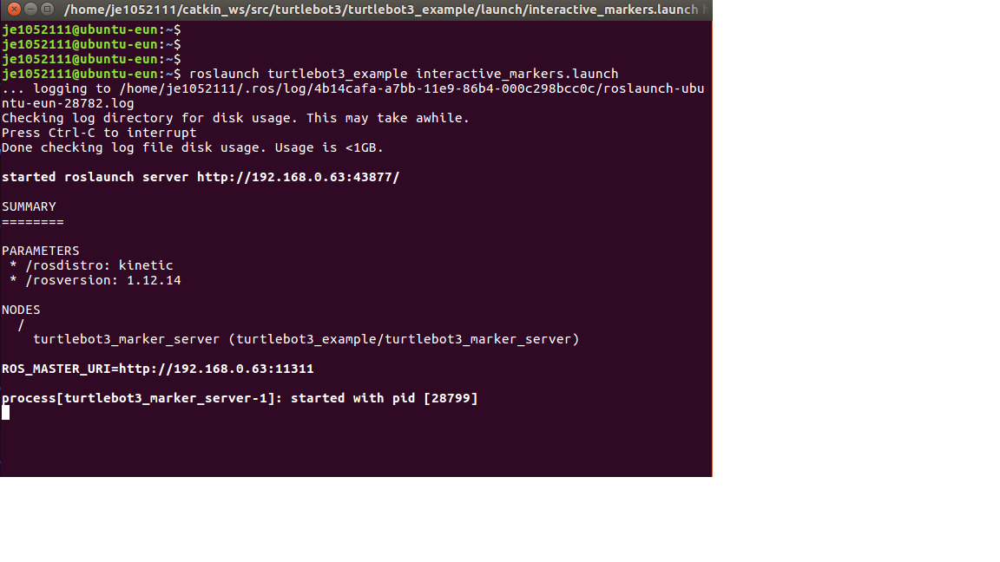 /home/je1052111/catkin_ws/src/turtlebot3/turtlebot3_example/launch/interactive_markers.launch
je1052111@ubuntu-eun:~$
je1052111@ubuntu-eun:~$
je1052111@ubuntu-eun:~$
je1052111@ubuntu-eun:~$ roslaunch turtlebot3_example interactive_markers.launch
... logging to /home/je1052111/.ros/log/4b14cafa-a7bb-11e9-86b4-000c298bcc0c/roslaunch-ubu
ntu-eun-28782.log
Checking log directory for disk usage. This may take awhile.
Press Ctrl-C to interrupt
Done checking log file disk usage. Usage is <1GB.
started roslaunch server http://192.168.0.63:43877/
SUMMARY
========
PARAMETERS
 * /rosdistro: kinetic
 * /rosversion: 1.12.14
NODES
  /
    turtlebot3_marker_server (turtlebot3_example/turtlebot3_marker_server)
ROS_MASTER_URI=http://192.168.0.63:11311
process[turtlebot3_marker_server-1]: started with pid [28799]